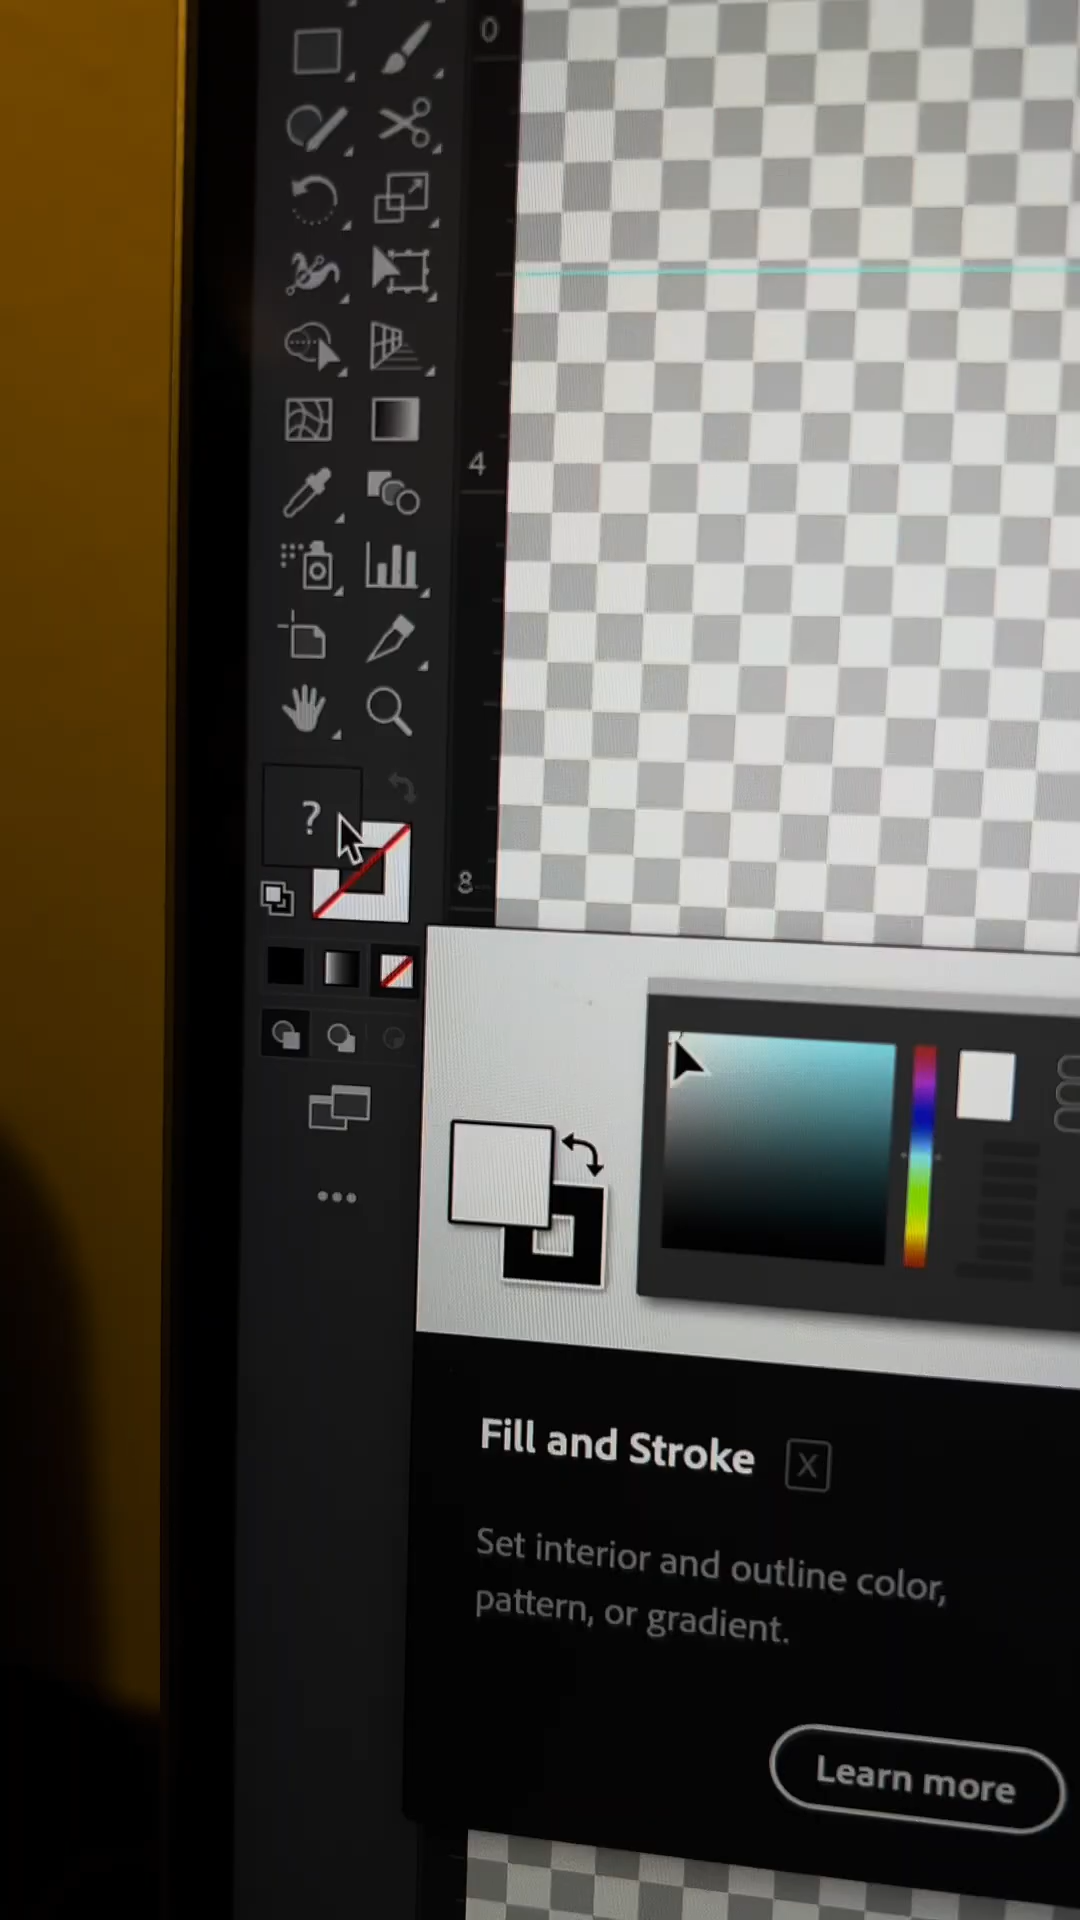 0
4
?
8
Fill and Stroke X
Set interior and outline color,
pattern, or gradient.
Learn more